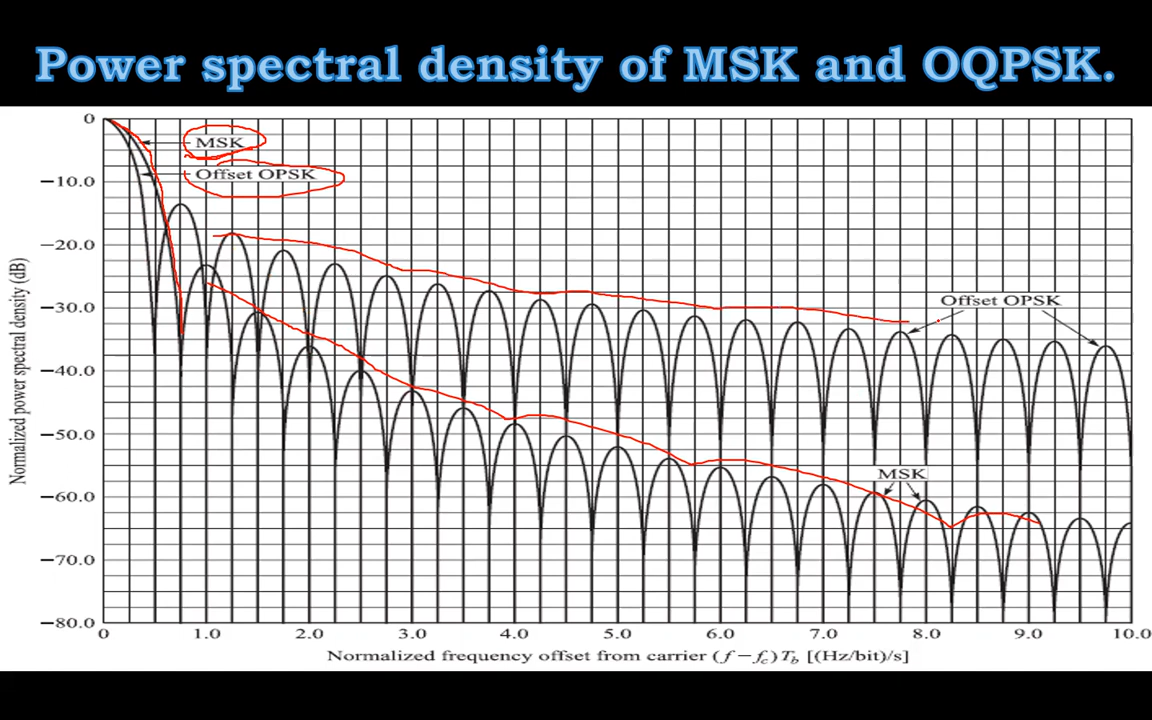 Power spectral density of MSK and OQPSK.
0
MSK
Offset OPSK
−10.0
−20.0
−30.0
−40.0
−50.0
−60.0
−70.0
−80.0
Normalized power spectral density (dB)
Offset OPSK
MSK
0 1.0 2.0 3.0 4.0 5.0 6.0 7.0 8.0 9.0 10.0
Normalized frequency offset from carrier (f − fc) Tb [(Hz/bit)/s]